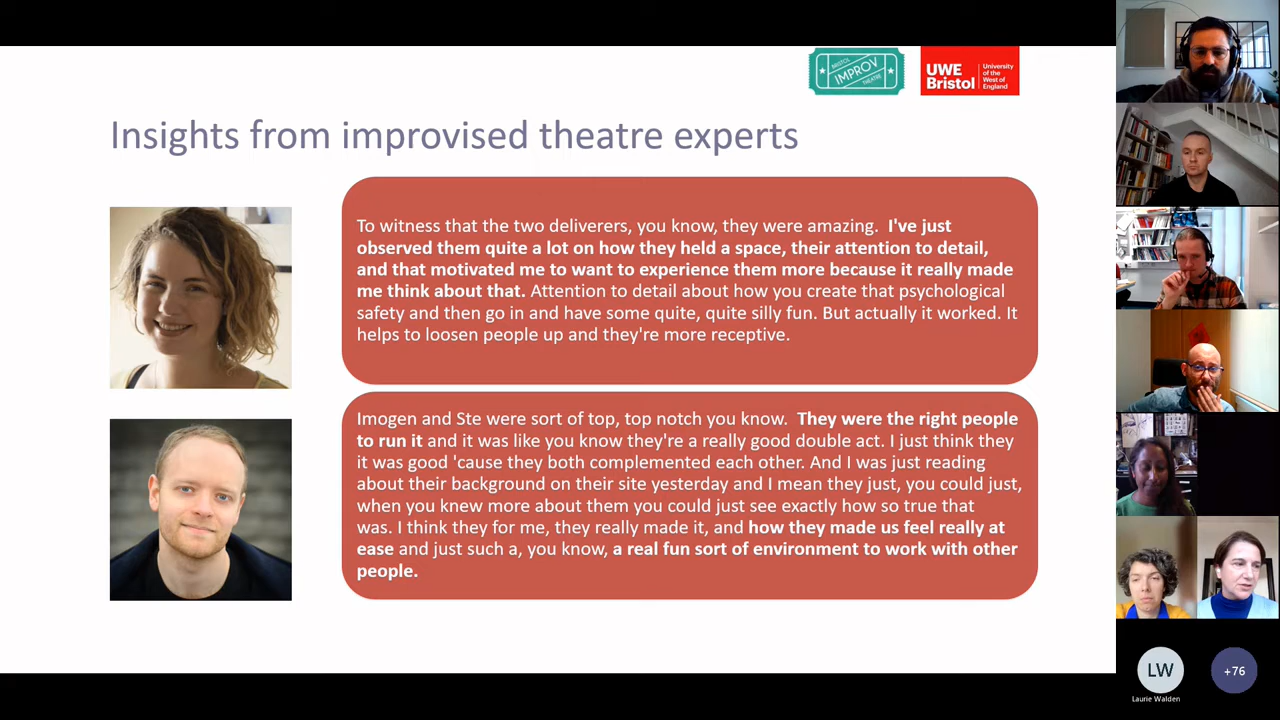 BRISTOL
IMPROV
THEATRE
UWE
Bristol
University
of the
West of
England
Insights from improvised theatre experts
To witness that the two deliverers, you know, they were amazing. I've just
observed them quite a lot on how they held a space, their attention to detail,
and that motivated me to want to experience them more because it really made
me think about that. Attention to detail about how you create that psychological
safety and then go in and have some quite, quite silly fun. But actually it worked. It
helps to loosen people up and they're more receptive.
Imogen and Ste were sort of top, top notch you know. They were the right people
to run it and it was like you know they're a really good double act. I just think they
it was good 'cause they both complemented each other. And I was just reading
about their background on their site yesterday and I mean they just, you could just,
when you knew more about them you could just see exactly how so true that
was. I think they for me, they really made it, and how they made us feel really at
ease and just such a, you know, a real fun sort of environment to work with other
people.
LW
Laurie Walden
+76